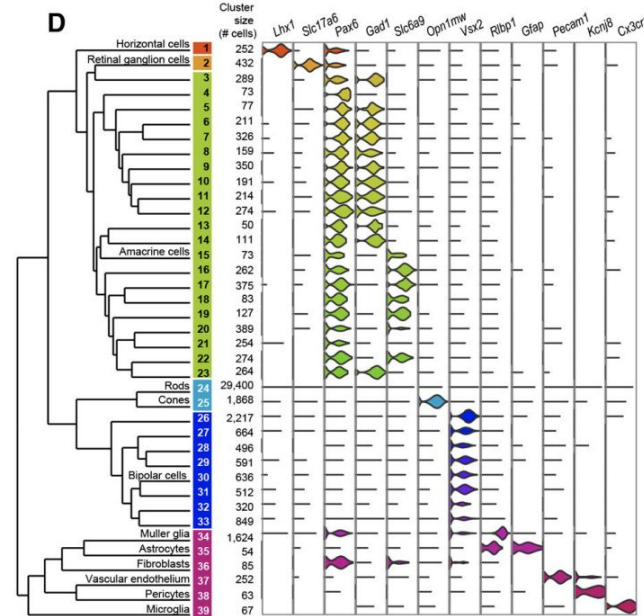 D
Cluster size (# cells)
Lhx1
Slc17a6
Pax6
Gad1
Slc6a9
Opn1mw
Vsx2
Rlbp1
Gfap
Pecam1
Kcnj8
Cx3cr
Horizontal cells 1 252
Retinal ganglion cells 2 432
3 289
4 73
5 77
6 211
7 326
8 159
9 350
10 191
11 214
12 274
13 50
14 111
Amacrine cells 15 73
16 262
17 375
18 83
19 127
20 389
21 254
22 274
23 264
Rods 24 29,400
Cones 25 1,868
26 2,217
27 664
28 496
29 591
Bipolar cells 30 636
31 512
32 320
33 849
Muller glia 34 1,624
Astrocytes 35 54
Fibroblasts 36 85
Vascular endothelium 37 252
Pericytes 38 63
Microglia 39 67